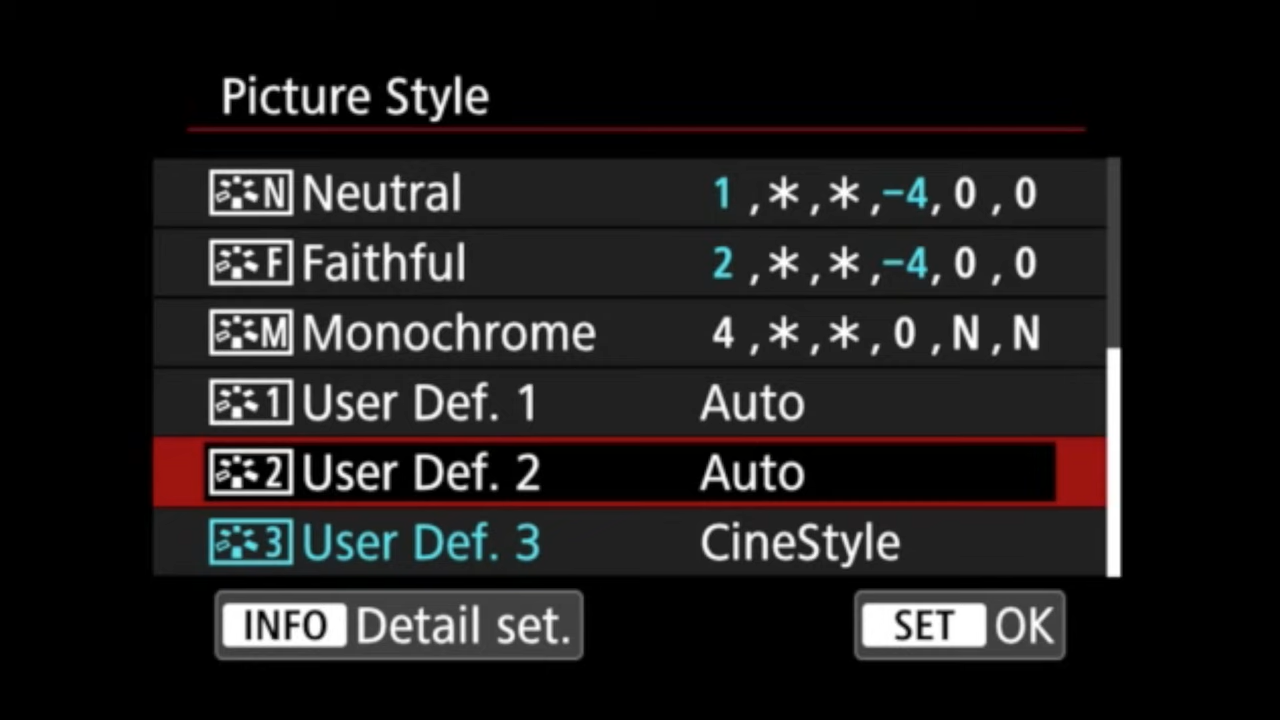 Picture Style
N Neutral 1 ,∗,∗,−4, 0 , 0
F Faithful 2 ,∗,∗,−4, 0 , 0
M Monochrome 4 ,∗,∗, 0 , N , N
1 User Def. 1 Auto
2 User Def. 2 Auto
3 User Def. 3 CineStyle
INFO Detail set. SET OK